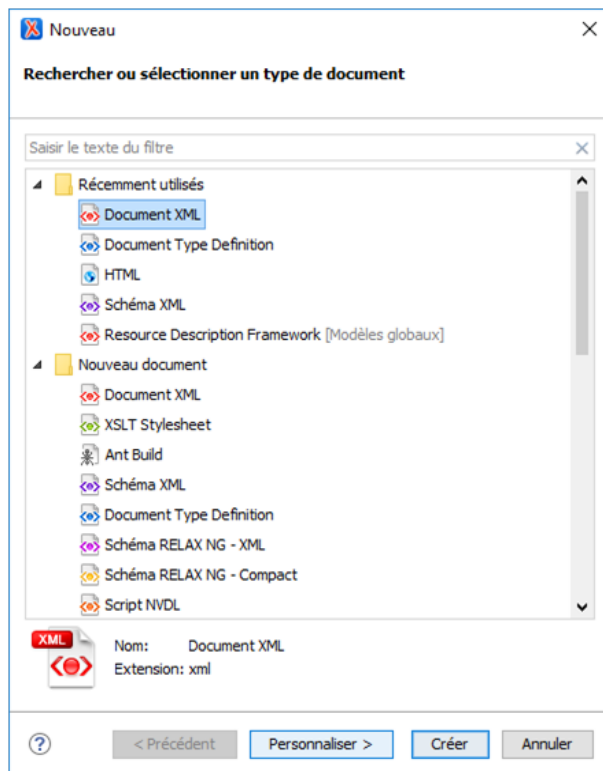 Nouveau
Rechercher ou sélectionner un type de document
Saisir le texte du filtre
Récemment utilisés
Document XML
Document Type Definition
HTML
Schéma XML
Resource Description Framework [Modèles globaux]
Nouveau document
Document XML
XSLT Stylesheet
Ant Build
Schéma XML
Document Type Definition
Schéma RELAX NG - XML
Schéma RELAX NG - Compact
Script NVDL
XML
Nom: Document XML
Extension: xml
? < Précédent Personnaliser > Créer Annuler